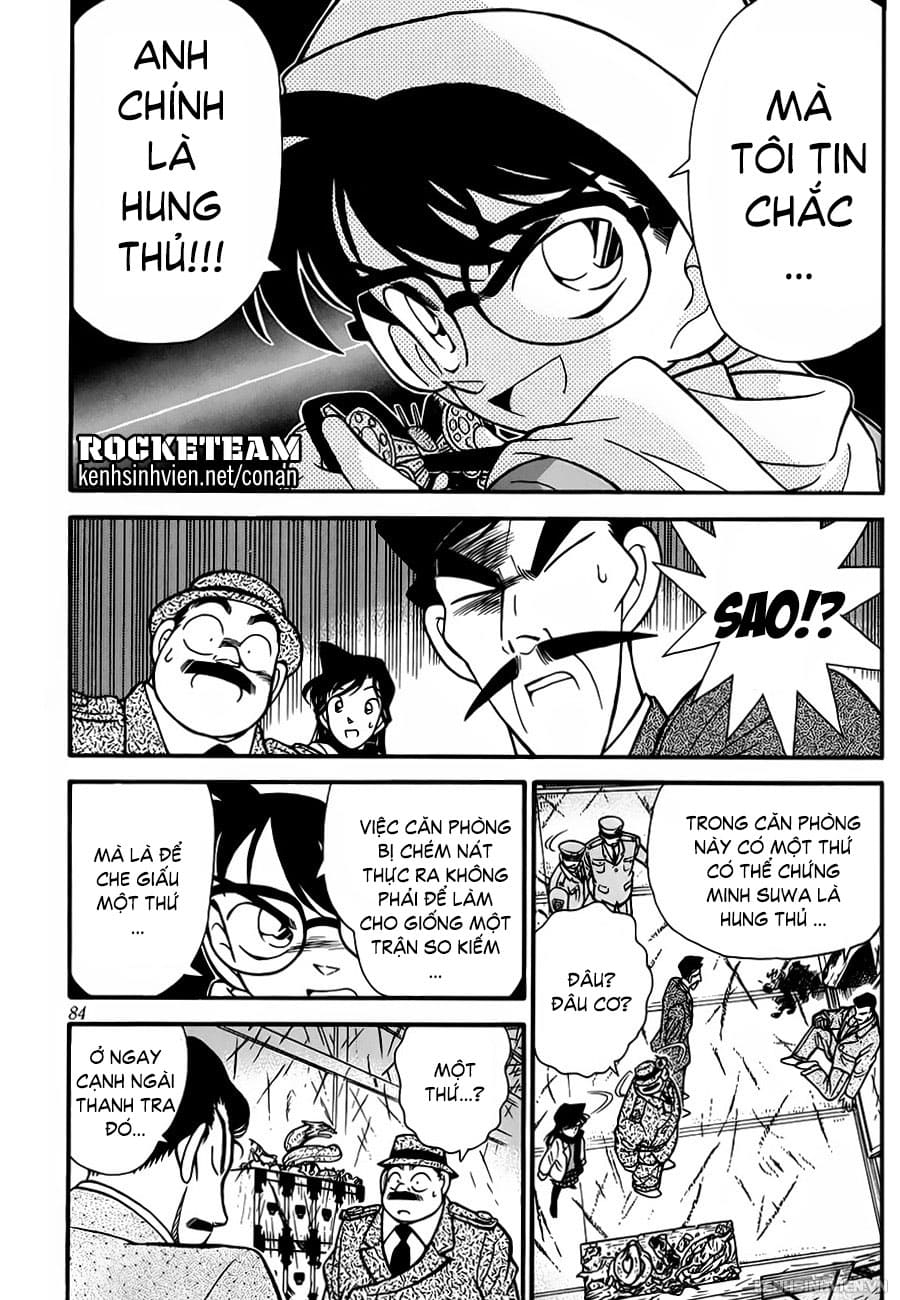 MÀ
TÔI TIN
CHẮC
...
ANH
CHÍNH
LÀ
HUNG
THỦ!!!
ROCKETEAM
kenhsinhvien.net/conan
SAO!?
TRONG CĂN PHÒNG
NÀY CÓ MỘT THỨ
CÓ THỂ CHỨNG
MINH SUWA LÀ
HUNG THỦ ...
ĐÂU?
ĐÂU CƠ?
VIỆC CĂN PHÒNG
BỊ CHÉM NÁT
THỰC RA KHÔNG
PHẢI ĐỂ LÀM
CHO GIỐNG MỘT
TRẬN SO KIẾM
...
MÀ LÀ ĐỂ
CHE GIẤU
MỘT THỨ
...
84
MỘT
THỨ...?
Ở NGAY
CẠNH NGÀI
THANH TRA
ĐÓ...
KENHSINHVIEN.VN